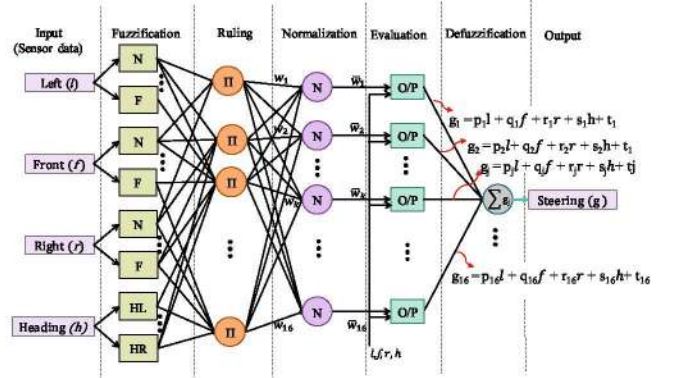 Input
(Sensor data)
Fuzzification
Ruling
Normalization
Evaluation
Defuzzification
Output
Left (l)
Front (f)
Right (r)
Heading (h)
N
F
N
F
N
F
HL
HR
Π
Π
Π
Π
w1
w2
wk
w16
N
N
N
N
w̅1
w̅2
w̅k
w̅16
O/P
O/P
O/P
O/P
l,f,r,h
g1 = p1l + q1f + r1r + s1h + t1
g2 = p2l + q2f + r2r + s2h + t1
gj = pjl + qjf + rjr + sjh + tj
g16 = p16l + q16f + r16r + s16h + t16
∑ gj
Steering (g)